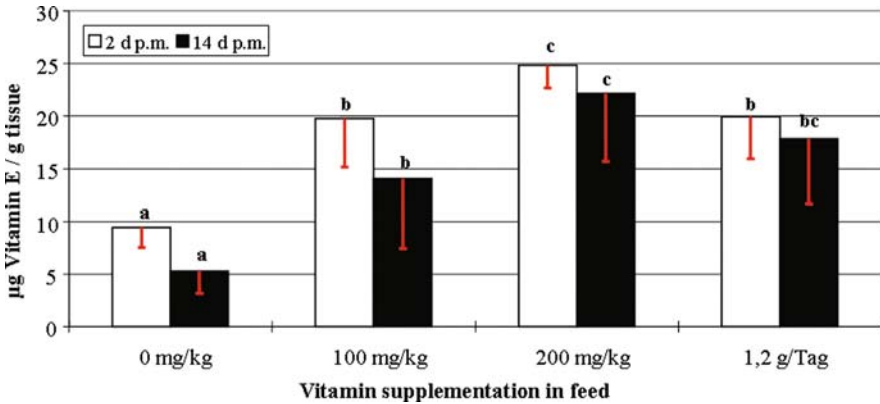 30
25
20
15
10
5
0
µg Vitamin E / g tissue
2 d p.m. 14 d p.m.
a a b b c c b bc
0 mg/kg 100 mg/kg 200 mg/kg 1,2 g/Tag
Vitamin supplementation in feed